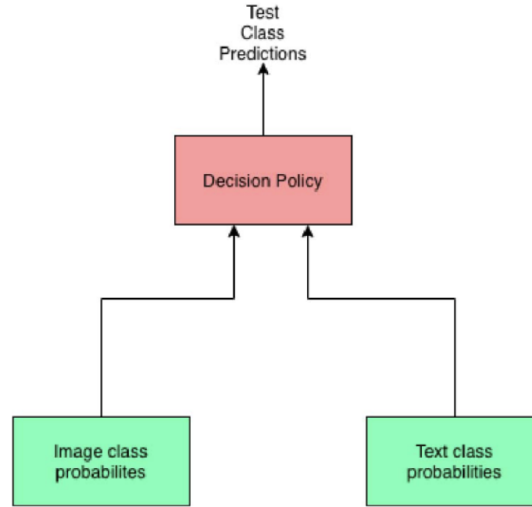 Test
Class
Predictions
Decision Policy
Image class
probabilites
Text class
probabilities